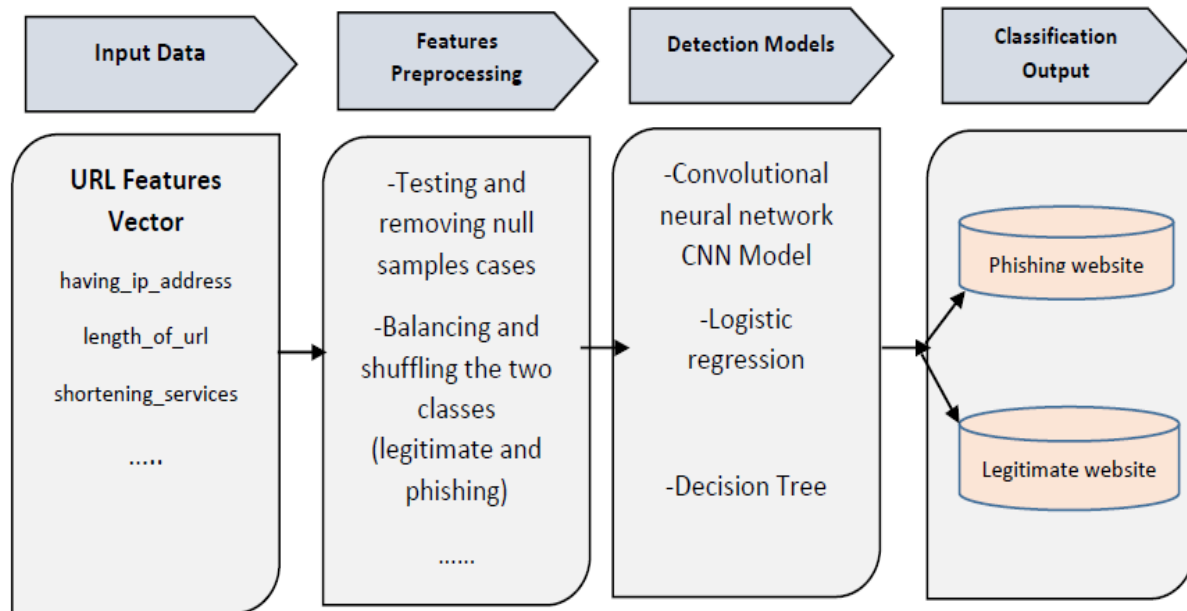 Input Data
Features
Preprocessing
Detection Models
Classification
Output
URL Features
Vector
having_ip_address
length_of_url
shortening_services
.....
-Testing and
removing null
samples cases
-Balancing and
shuffling the two
classes
(legitimate and
phishing)
......
-Convolutional
neural network
CNN Model
-Logistic
regression
-Decision Tree
Phishing website
Legitimate website